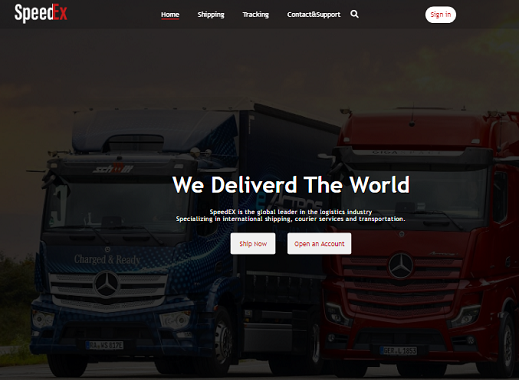 SpeedEx
Home Shipping Tracking Contact&Support
Sign in
We Deliverd The World
SpeedEX is the global leader in the logistics industry
Specializing in international shipping, courier services and transportation.
Ship Now Open an Account
Charged & Ready
ACTROS